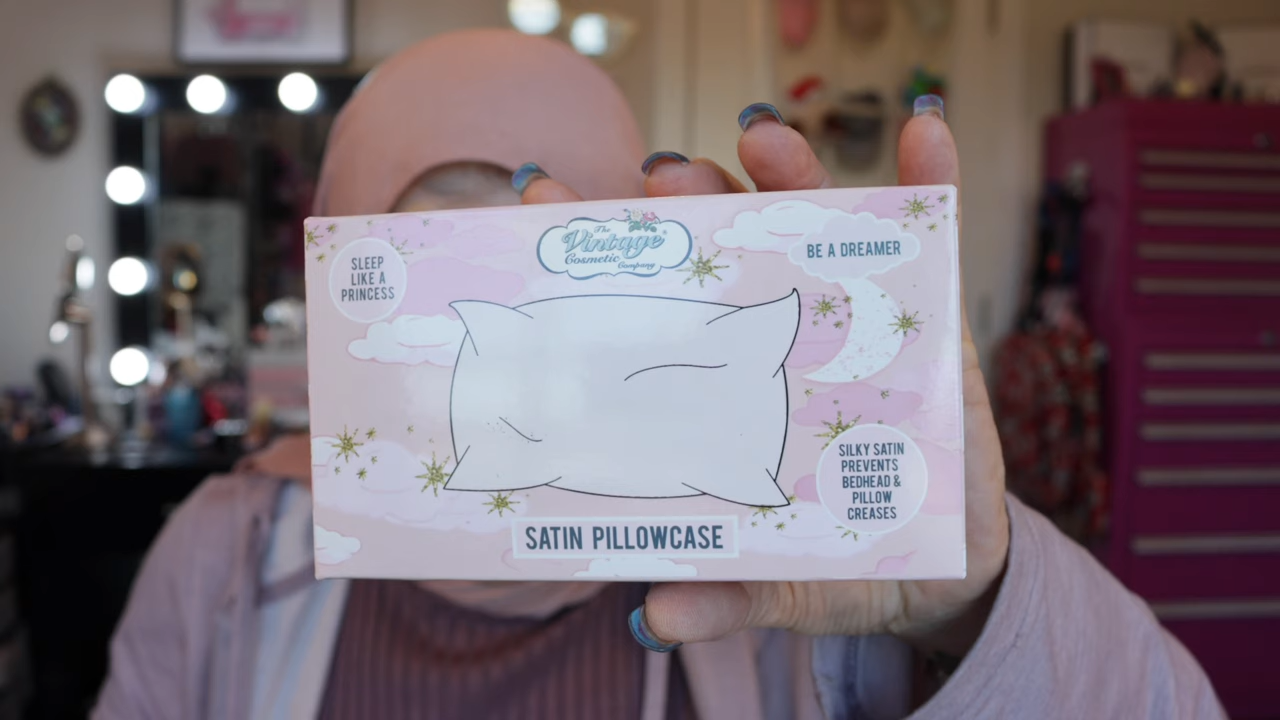 The
Vintage®
Cosmetic
Company
SLEEP
LIKE A
PRINCESS
BE A DREAMER
SILKY SATIN
PREVENTS
BEDHEAD &
PILLOW
CREASES
SATIN PILLOWCASE